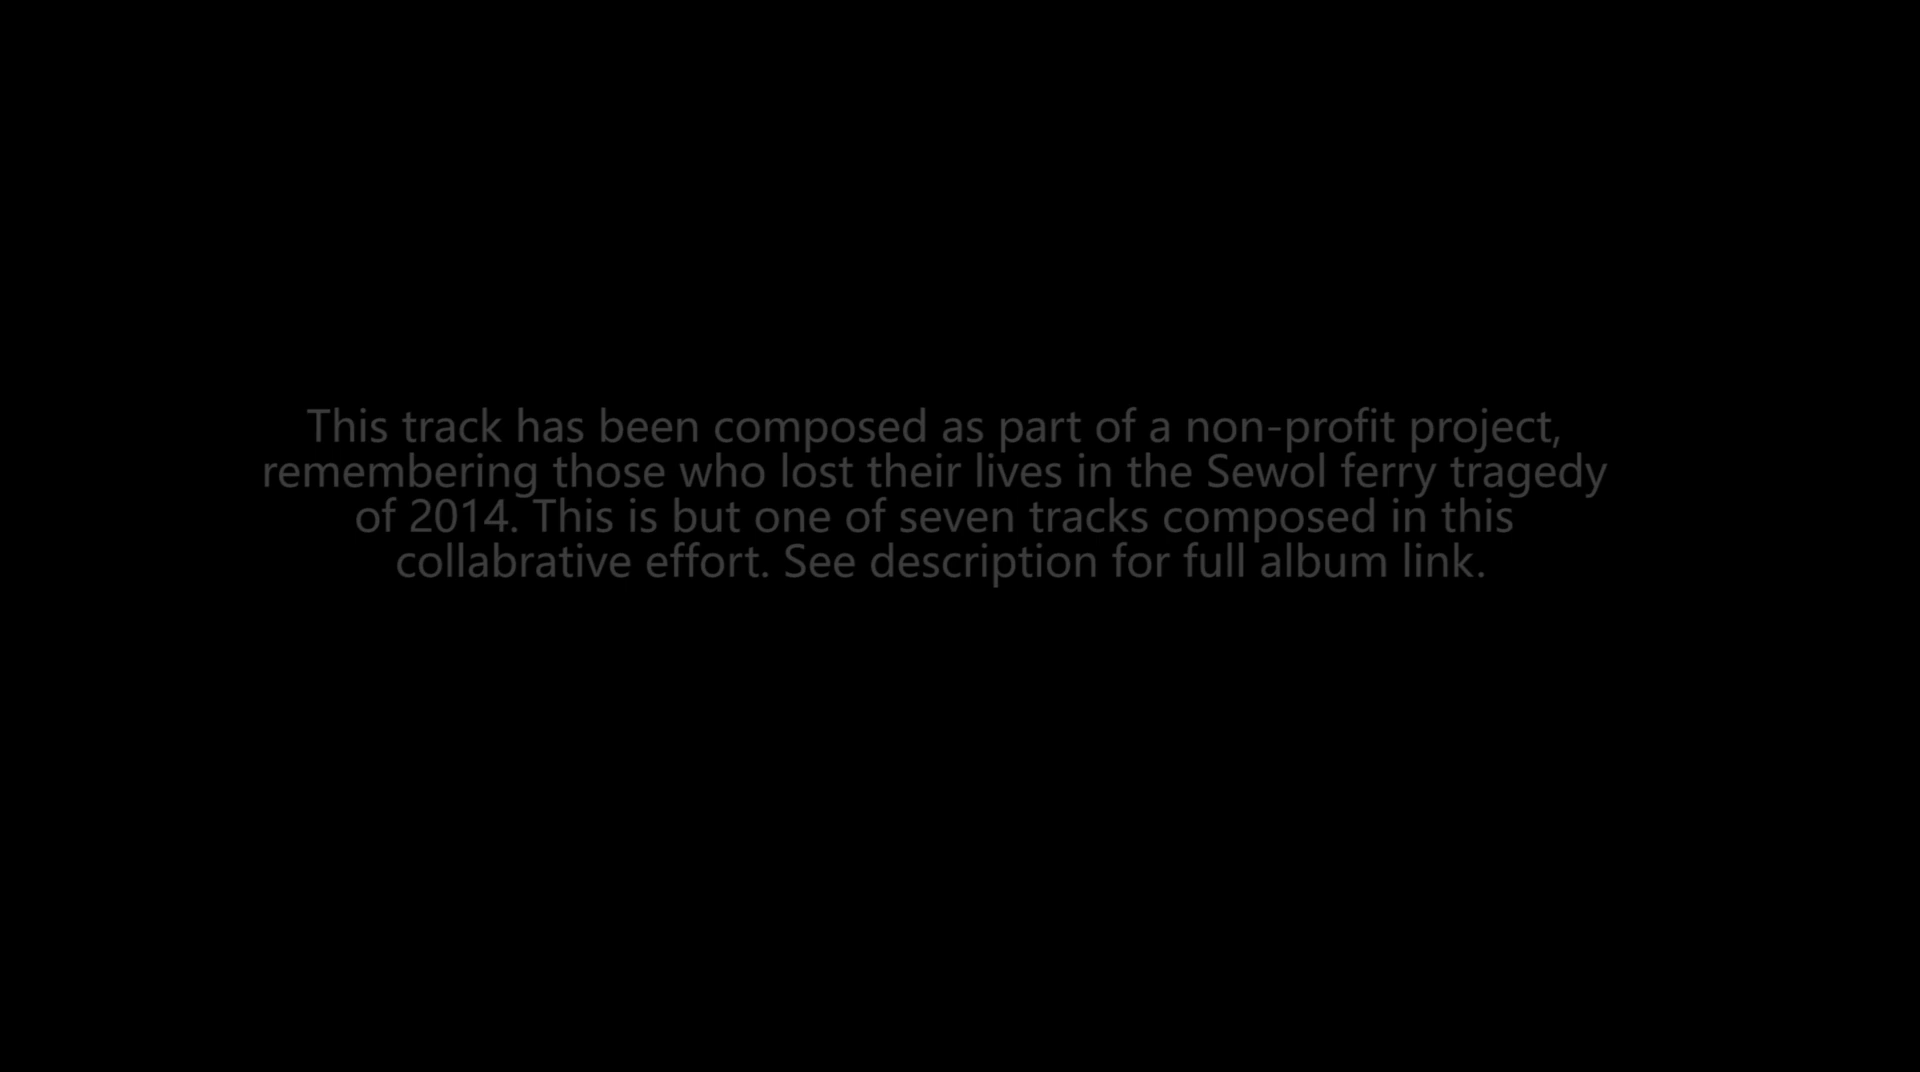 This track has been composed as part of a non-profit project,
remembering those who lost their lives in the Sewol ferry tragedy
of 2014. This is but one of seven tracks composed in this
collabrative effort. See description for full album link.